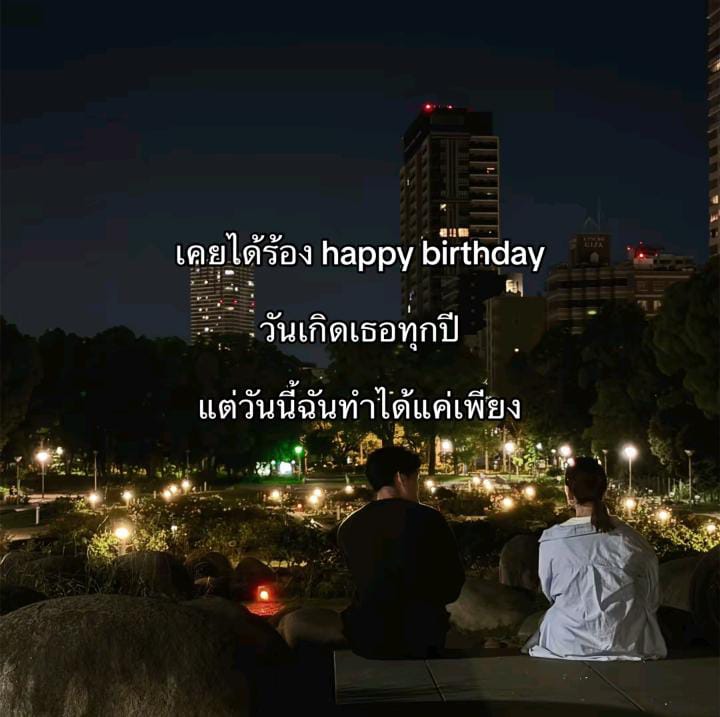 เคยได้ร้อง happy birthday
วันเกิดเธอทุกปี
แต่วันนี้ฉันทำได้แค่เพียง